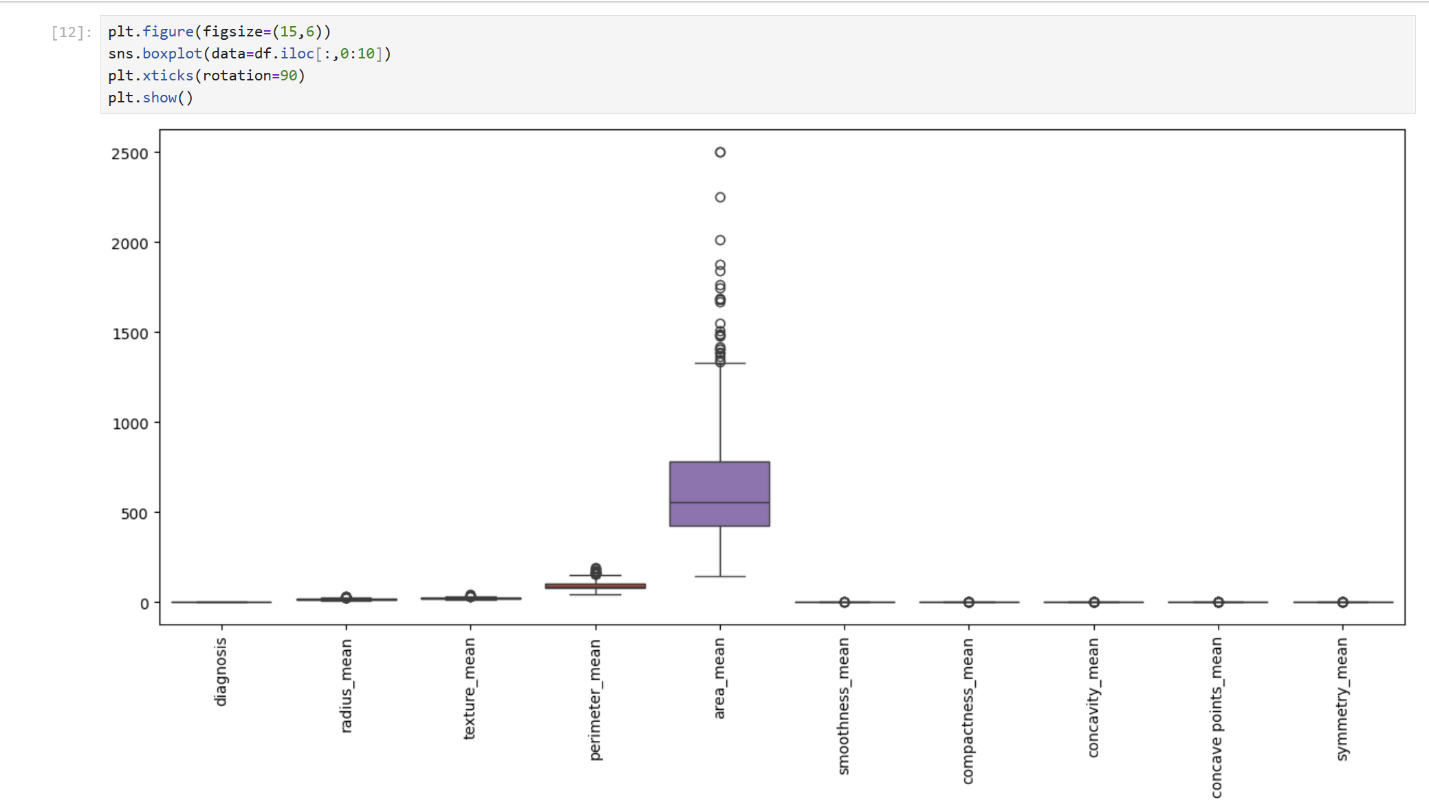 [12]:
plt.figure(figsize=(15,6))
sns.boxplot(data=df.iloc[:,0:10])
plt.xticks(rotation=90)
plt.show()
2500
2000
1500
1000
500
0
diagnosis
radius_mean
texture_mean
perimeter_mean
area_mean
smoothness_mean
compactness_mean
concavity_mean
concave points_mean
symmetry_mean